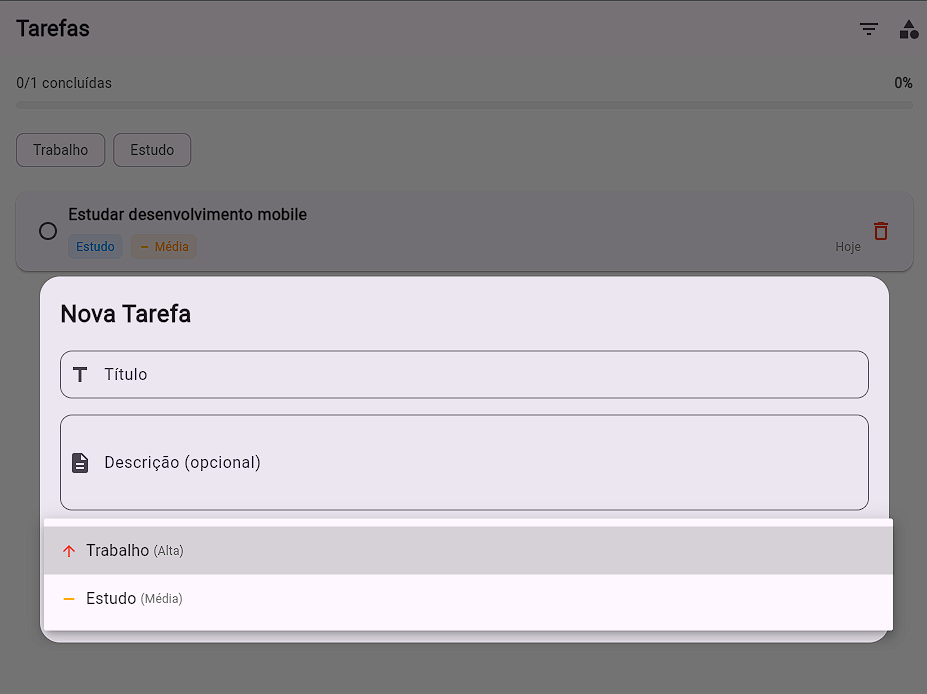 Tarefas
0/1 concluídas 0%
Trabalho Estudo
Estudar desenvolvimento mobile
Estudo – Média Hoje
Nova Tarefa
Título
Descrição (opcional)
Trabalho (Alta)
Estudo (Média)